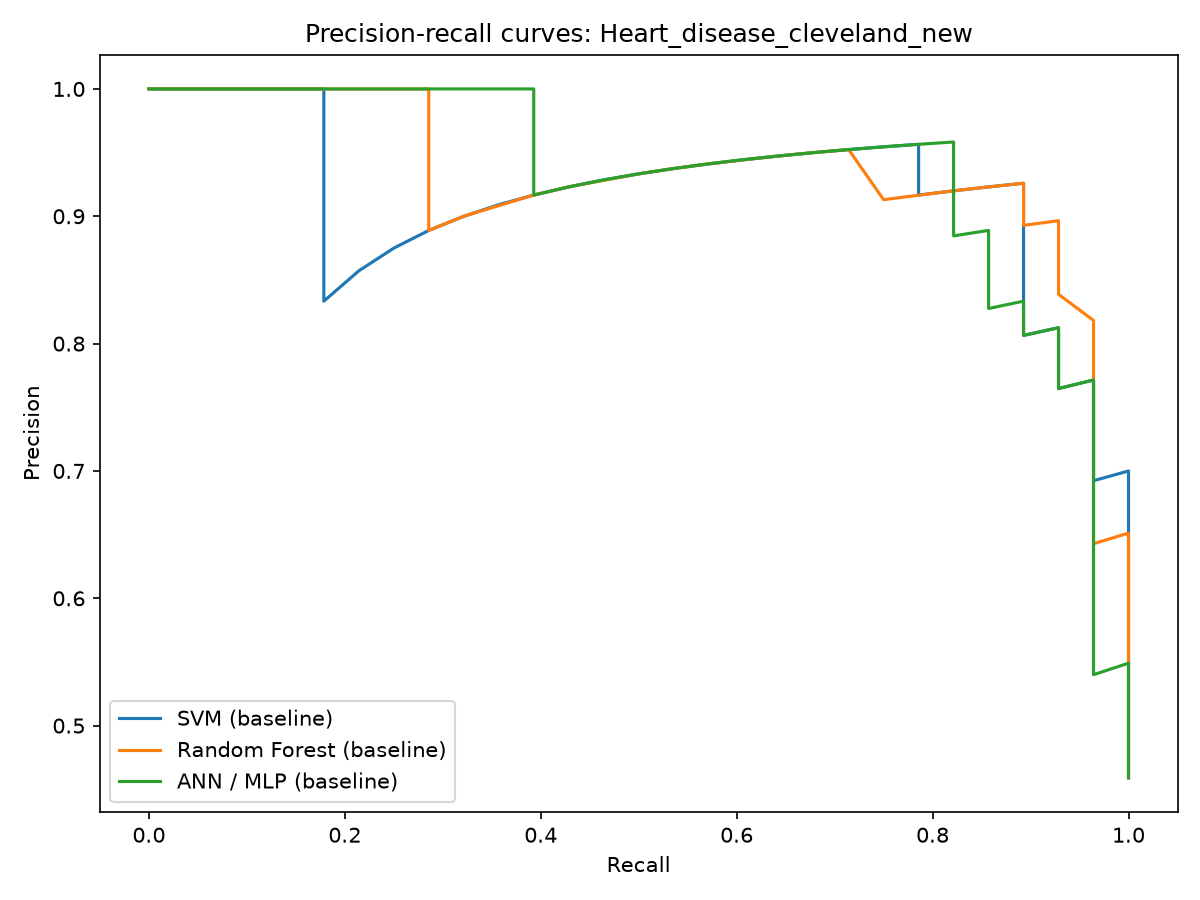 Precision-recall curves: Heart_disease_cleveland_new
Precision
1.0
0.9
0.8
0.7
0.6
0.5
SVM (baseline)
Random Forest (baseline)
ANN / MLP (baseline)
0.0 0.2 0.4 0.6 0.8 1.0
Recall